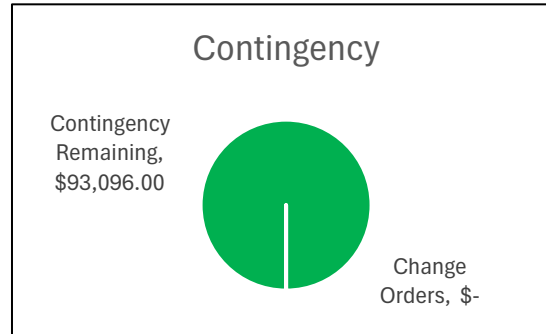 Contingency
Contingency
Remaining,
$93,096.00
Change
Orders, $-